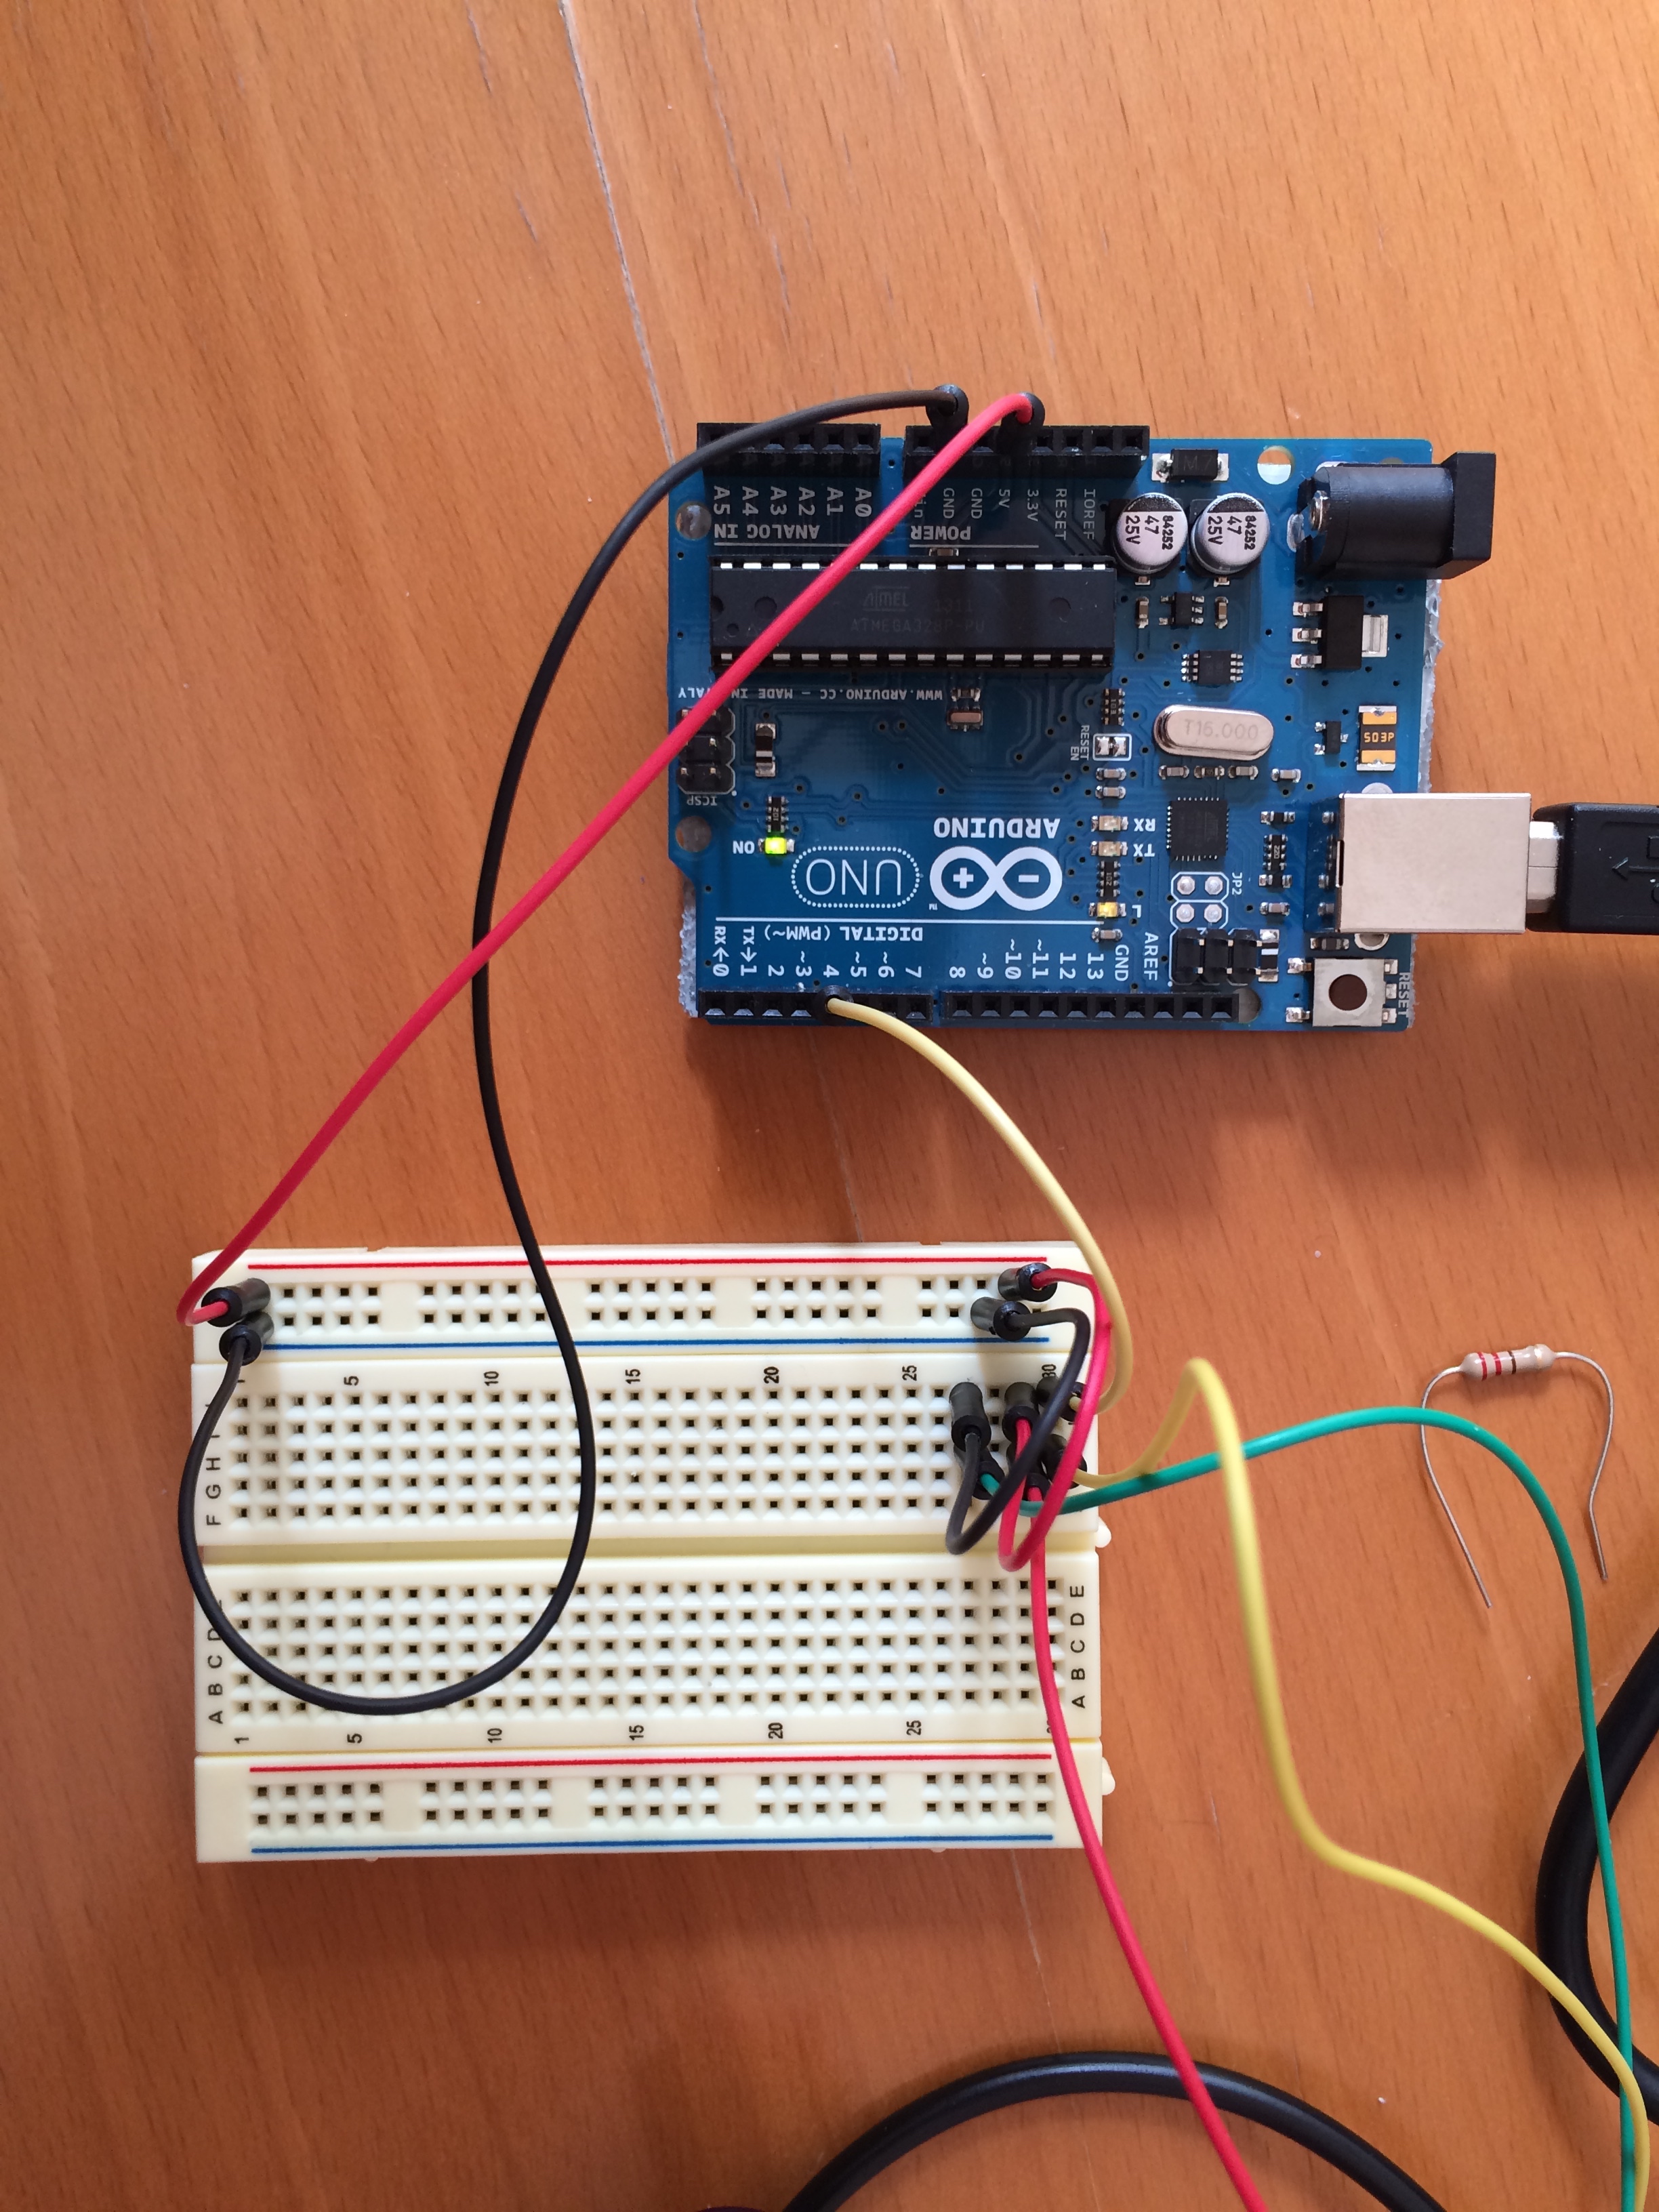 IOREF
RESET
3.3V
5V
GND
GND
POWER
A0
A1
A2
A3
A4
A5
ANALOG IN
47
25V
84252
47
25V
84252
ATMEL
1311
ATMEGA328P-PU
WWW.ARDUINO.CC - MADE IN ITALY
RESET
EN
T16.000
ICSP
ON
UNO
ARDUINO
TM
RX
TX
L
JP2
RESET
DIGITAL (PWM~)
AREF
GND
13
12
~11
~10
~9
8
7
~6
~5
4
~3
2
TX→1
RX←0
5
10
15
20
25
30
H
G
F
E
D
C
B
A
D
C
B
A
1
5
10
15
20
25